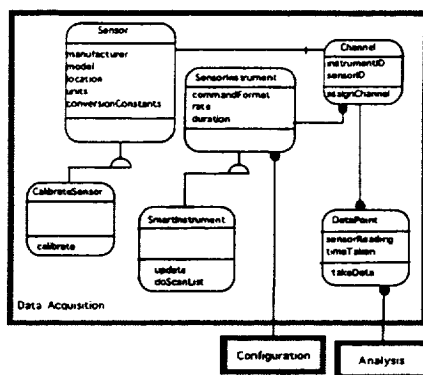 Sensor
manufacturer
model
location
units
conversionConstants
SensorInstrument
commandFormat
rate
duration
Channel
instrumentID
sensorID
assignChannel
CalibrateSensor
calibrate
SmartInstrument
update
doScanList
DataPoint
sensorReading
timeTaken
takeData
Data Acquisition
Configuration
Analysis